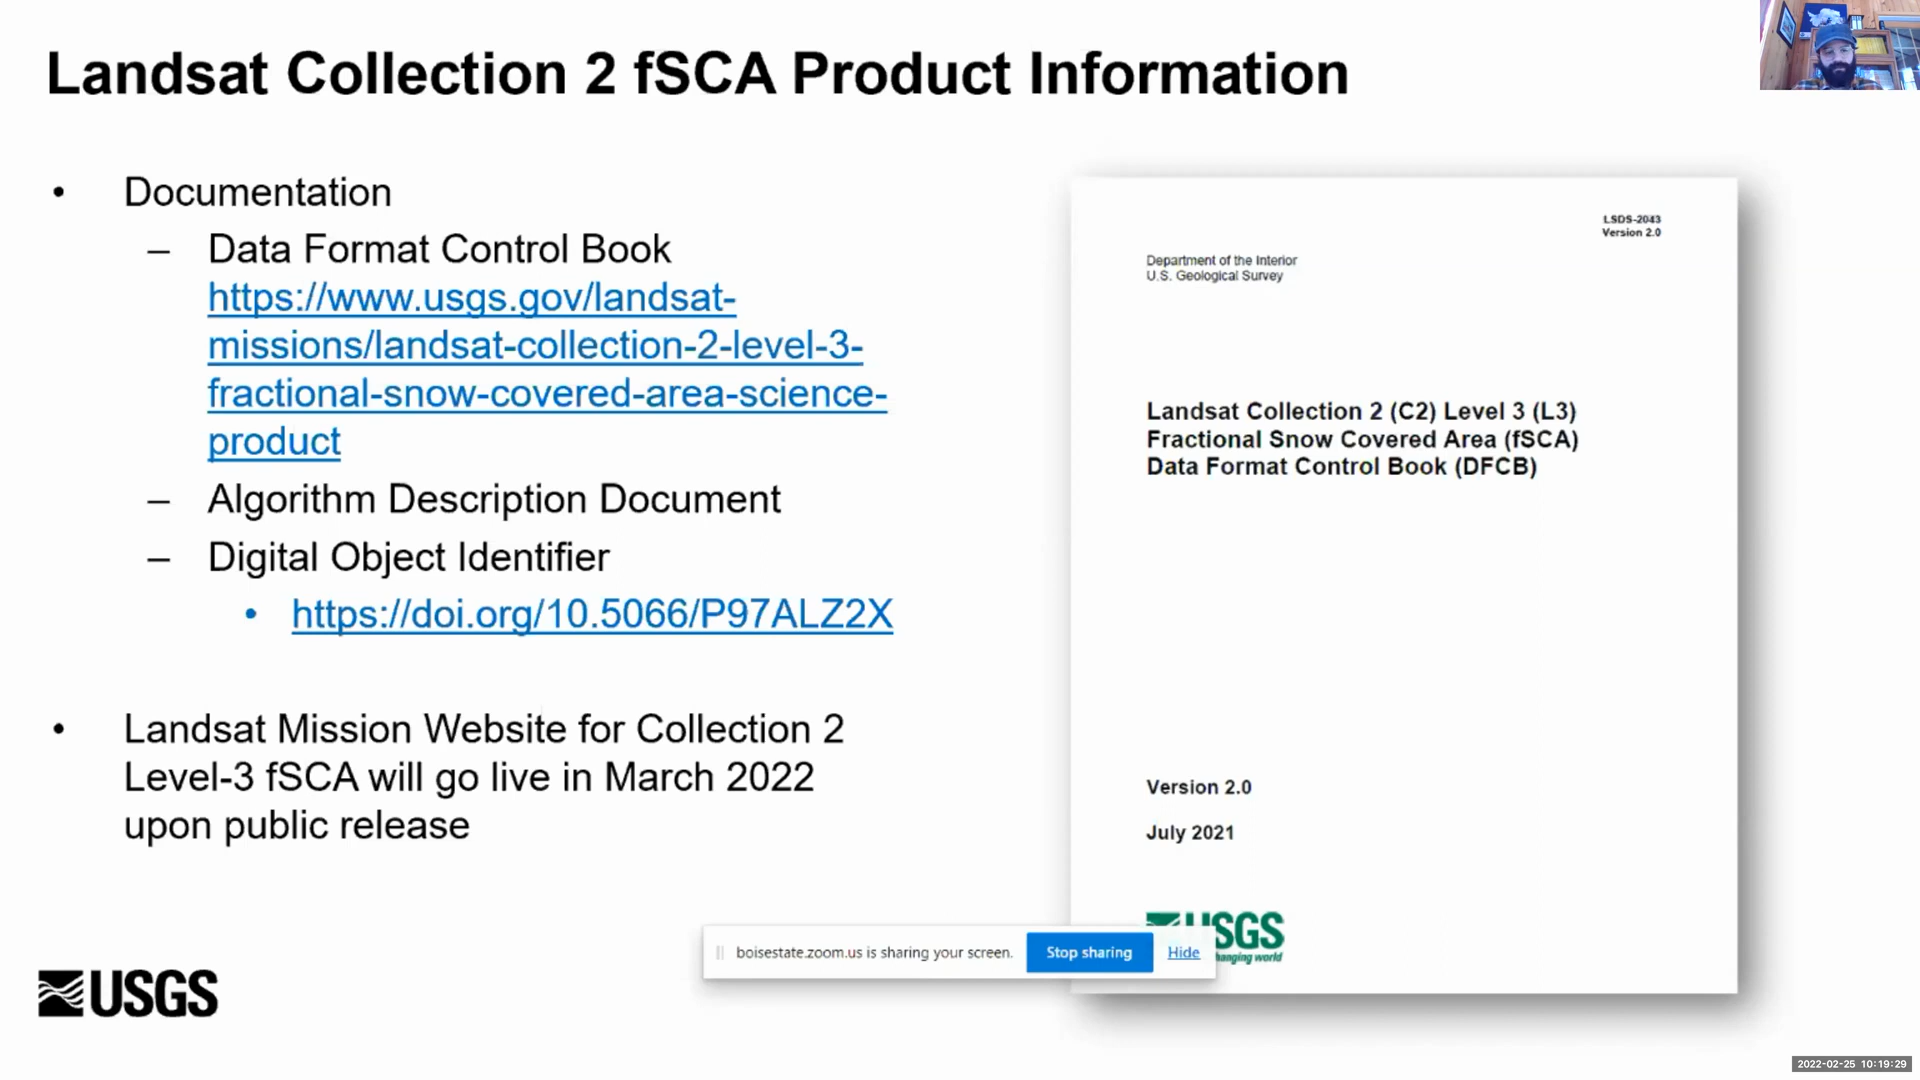 Landsat Collection 2 fSCA Product Information
• Documentation
– Data Format Control Book
https://www.usgs.gov/landsat-
missions/landsat-collection-2-level-3-
fractional-snow-covered-area-science-
product
– Algorithm Description Document
– Digital Object Identifier
• https://doi.org/10.5066/P97ALZ2X
• Landsat Mission Website for Collection 2
Level-3 fSCA will go live in March 2022
upon public release
USGS
LSDS-2043
Version 2.0
Department of the Interior
U.S. Geological Survey
Landsat Collection 2 (C2) Level 3 (L3)
Fractional Snow Covered Area (fSCA)
Data Format Control Book (DFCB)
Version 2.0
July 2021
USGS
hanging world
boisestate.zoom.us is sharing your screen.
Stop sharing
Hide
2022-02-25 10:19:29